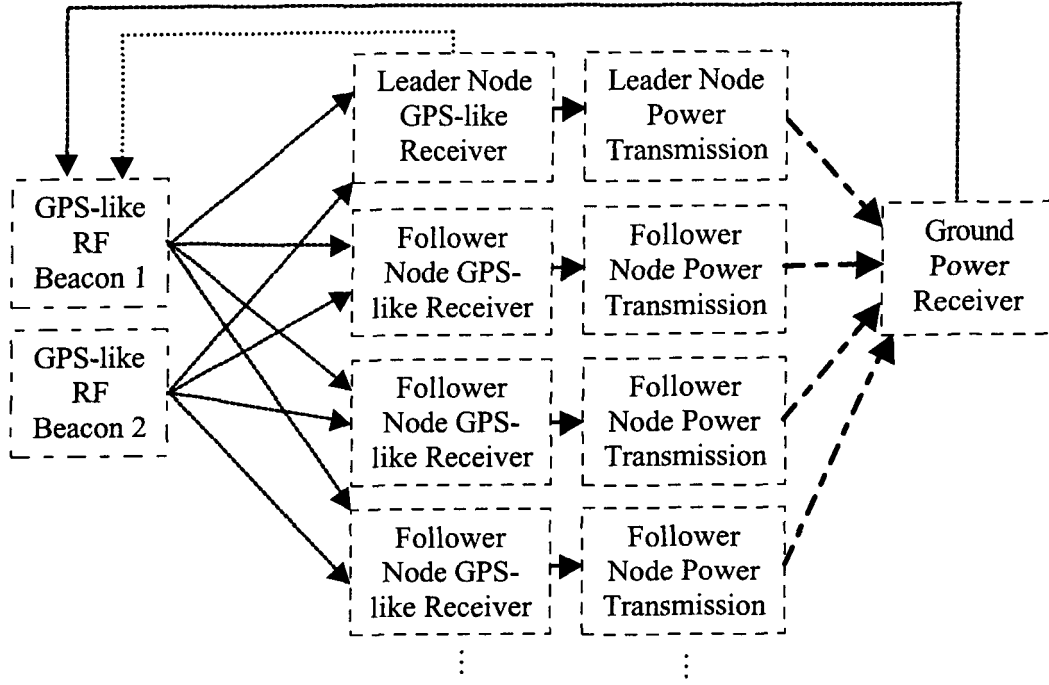 Leader Node
GPS-like
Receiver
Leader Node
Power
Transmission
GPS-like
RF
Beacon 1
Follower
Node GPS-
like Receiver
Follower
Node Power
Transmission
Ground
Power
Receiver
GPS-like
RF
Beacon 2
Follower
Node GPS-
like Receiver
Follower
Node Power
Transmission
Follower
Node GPS-
like Receiver
Follower
Node Power
Transmission